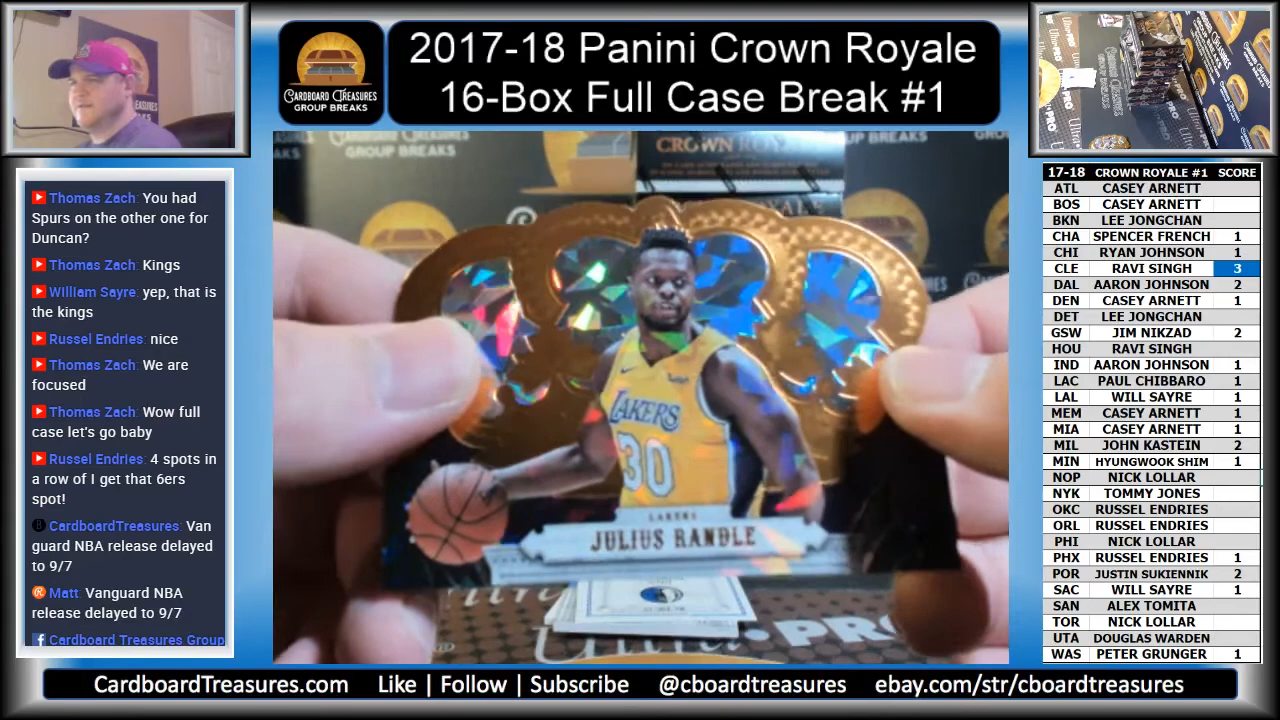 CARDBOARD TREASURES
GROUP BREAKS
2017-18 Panini Crown Royale
16-Box Full Case Break #1
Thomas Zach: You had
Spurs on the other one for
Duncan?
Thomas Zach: Kings
William Sayre: yep, that is
the kings
Russel Endries: nice
Thomas Zach: We are
focused
Thomas Zach: Wow full
case let's go baby
Russel Endries: 4 spots in
a row of I get that 6ers
spot!
CardboardTreasures: Van
guard NBA release delayed
to 9/7
Matt: Vanguard NBA
release delayed to 9/7
Cardboard Treasures Group
CROWN ROYALE
GROUP BREAKS
LAKERS
30
LAKERS
JULIUS RANDLE
PRO
17-18 CROWN ROYALE #1 SCORE
ATL CASEY ARNETT
BOS CASEY ARNETT
BKN LEE JONGCHAN
CHA SPENCER FRENCH 1
CHI RYAN JOHNSON 1
CLE RAVI SINGH 3
DAL AARON JOHNSON 2
DEN CASEY ARNETT 1
DET LEE JONGCHAN
GSW JIM NIKZAD 2
HOU RAVI SINGH
IND AARON JOHNSON 1
LAC PAUL CHIBBARO 1
LAL WILL SAYRE 1
MEM CASEY ARNETT 1
MIA CASEY ARNETT 1
MIL JOHN KASTEIN 2
MIN HYUNGWOOK SHIM 1
NOP NICK LOLLAR
NYK TOMMY JONES
OKC RUSSEL ENDRIES
ORL RUSSEL ENDRIES
PHI NICK LOLLAR
PHX RUSSEL ENDRIES 1
POR JUSTIN SUKIENNIK 2
SAC WILL SAYRE 1
SAN ALEX TOMITA
TOR NICK LOLLAR
UTA DOUGLAS WARDEN
WAS PETER GRUNGER 1
CardboardTreasures.com Like | Follow | Subscribe @cboardtreasures ebay.com/str/cboardtreasures